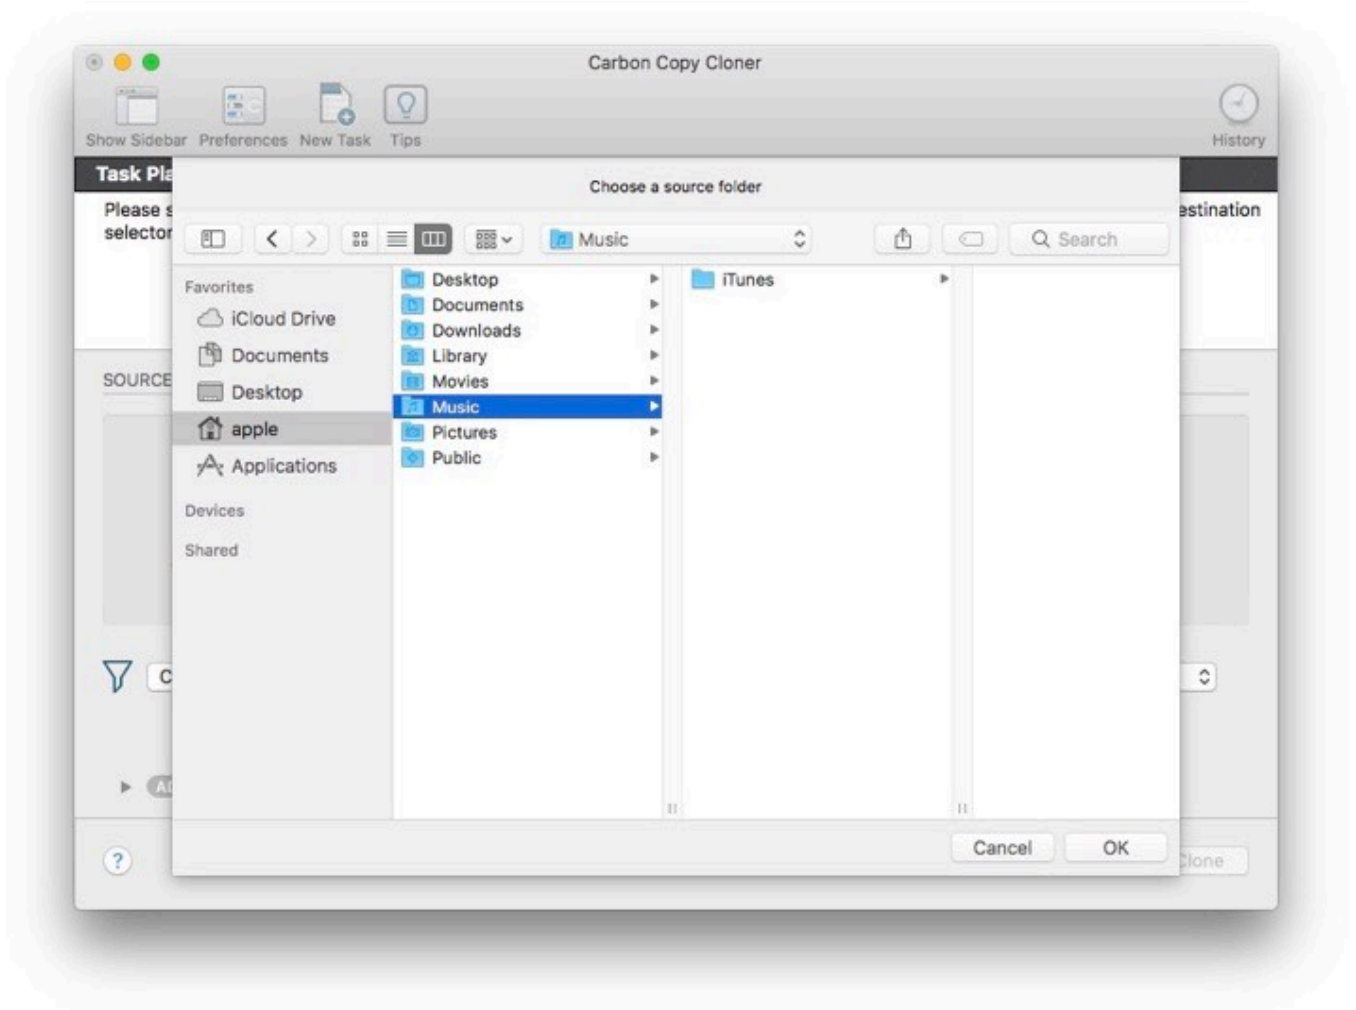 Carbon Copy Cloner
Show Sidebar Preferences New Task Tips History
Task Pla
Choose a source folder
Please s
estination
selector
Music
Search
Favorites
iCloud Drive
Documents
Desktop
apple
Applications
Devices
Shared
Desktop
Documents
Downloads
Library
Movies
Music
Pictures
Public
iTunes
SOURCE
C
AD
Cancel OK
?
Clone